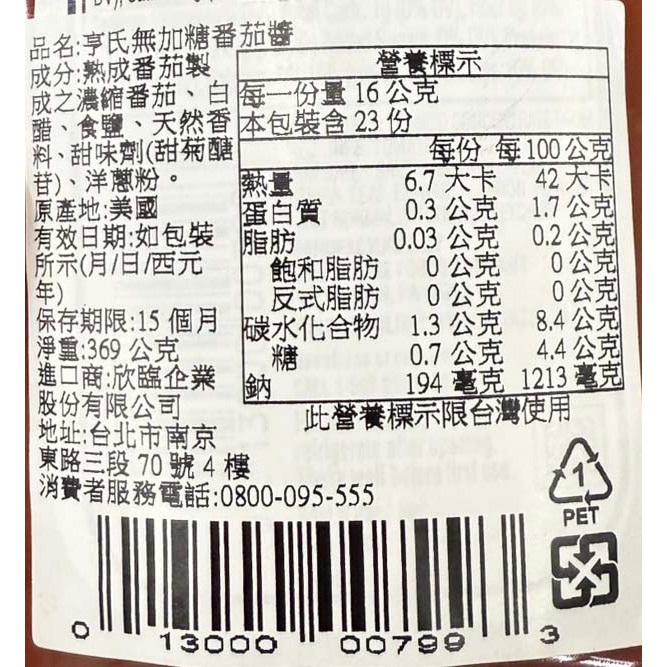 品名:亨氏無加糖番茄醬
成分:熟成番茄製
成之濃縮番茄、白
醋、食鹽、天然香
料、甜味劑(甜菊醣
苷)、洋蔥粉。
原產地:美國
有效日期:如包裝
所示(月/日/西元
年)
保存期限:15 個月
淨重:369 公克
進口商:欣臨企業
股份有限公司
地址:台北市南京
東路三段 70 號 4 樓
消費者服務電話:0800-095-555
營養標示
每一份量 16 公克
本包裝含 23 份
每份 每 100 公克
熱量 6.7 大卡 42 大卡
蛋白質 0.3 公克 1.7 公克
脂肪 0.03 公克 0.2 公克
飽和脂肪 0 公克 0 公克
反式脂肪 0 公克 0 公克
碳水化合物 1.3 公克 8.4 公克
糖 0.7 公克 4.4 公克
鈉 194 毫克 1213 毫克
此營養標示限台灣使用
1
PET
0 13000 00799 3